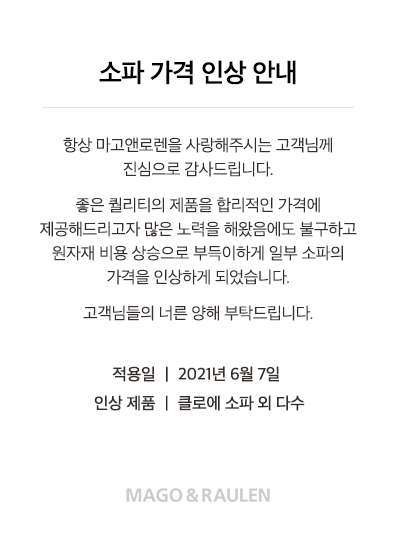 소파 가격 인상 안내
항상 마고앤로렌을 사랑해주시는 고객님께
진심으로 감사드립니다.
좋은 퀄리티의 제품을 합리적인 가격에
제공해드리고자 많은 노력을 해왔음에도 불구하고
원자재 비용 상승으로 부득이하게 일부 소파의
가격을 인상하게 되었습니다.
고객님들의 너른 양해 부탁드립니다.
적용일 | 2021년 6월 7일
인상 제품 | 클로에 소파 외 다수
MAGO & RAULEN